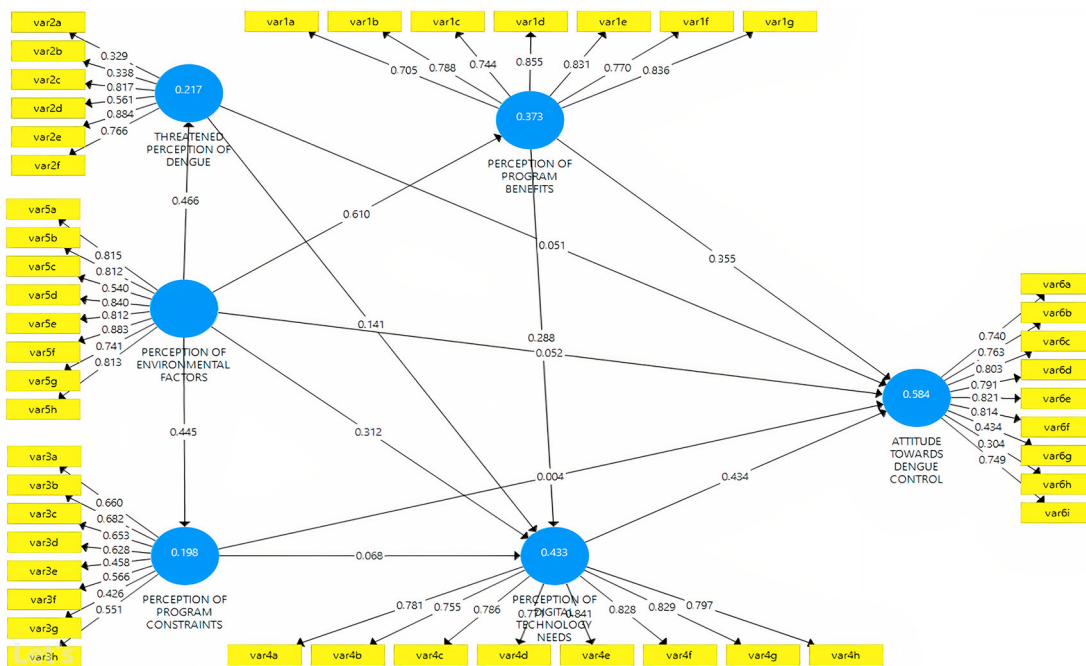 var2a
var2b
var2c
var2d
var2e
var2f
0.329
0.338
0.817
0.561
0.884
0.766
0.217
THREATENED
PERCEPTION OF
DENGUE
var1a
var1b
var1c
var1d
var1e
var1f
var1g
0.705
0.788
0.744
0.855
0.831
0.770
0.836
0.373
PERCEPTION OF
PROGRAM
BENEFITS
0.466
0.610
0.051
0.355
var5a
var5b
var5c
var5d
var5e
var5f
var5g
var5h
0.815
0.812
0.540
0.840
0.812
0.883
0.741
0.813
PERCEPTION OF
ENVIRONMENTAL
FACTORS
0.141
0.288
0.052
0.445
0.312
0.004
0.434
0.068
var6a
var6b
var6c
var6d
var6e
var6f
var6g
var6h
var6i
0.740
0.763
0.803
0.791
0.821
0.814
0.434
0.304
0.749
0.584
ATTITUDE
TOWARDS
DENGUE
CONTROL
var3a
var3b
var3c
var3d
var3e
var3f
var3g
var3h
0.660
0.682
0.653
0.628
0.458
0.566
0.426
0.551
0.198
PERCEPTION OF
PROGRAM
CONSTRAINTS
0.433
PERCEPTION OF
DIGITAL
TECHNOLOGY
NEEDS
0.781
0.755
0.786
0.841
0.828
0.829
0.797
var4a
var4b
var4c
var4d
var4e
var4f
var4g
var4h